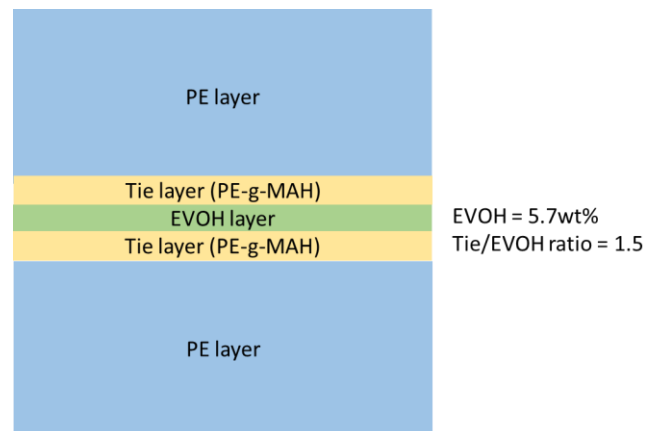 PE layer
Tie layer (PE-g-MAH)
EVOH layer
Tie layer (PE-g-MAH)
PE layer
EVOH = 5.7wt%
Tie/EVOH ratio = 1.5